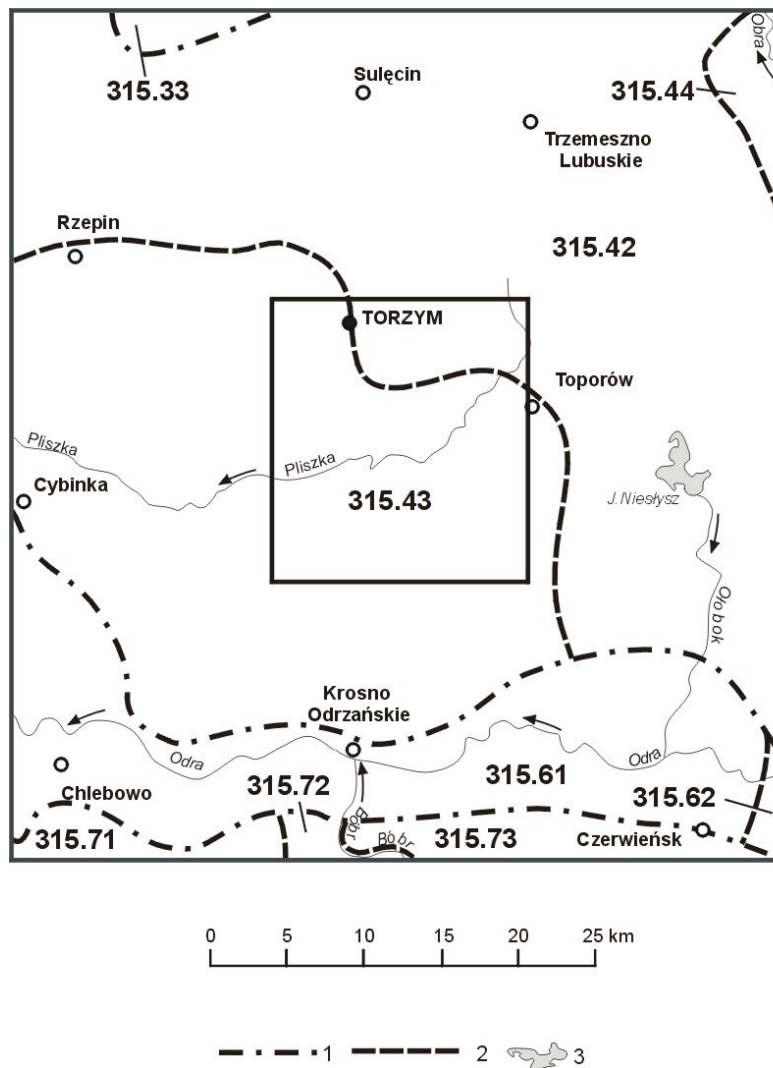 Obra
Sulęcin
315.33
315.44
Trzemeszno
Lubuskie
Rzepin
315.42
TORZYM
Toporów
Pliszka
Pliszka
Cybinka
315.43
J. Niesłysz
Ołobok
Krosno
Odrzańskie
Odra
Odra
Chlebowo
315.72
315.61
315.62
Bóbr
Bóbr
315.71
315.73
Czerwieńsk
0 5 10 15 20 25 km
1 2 3